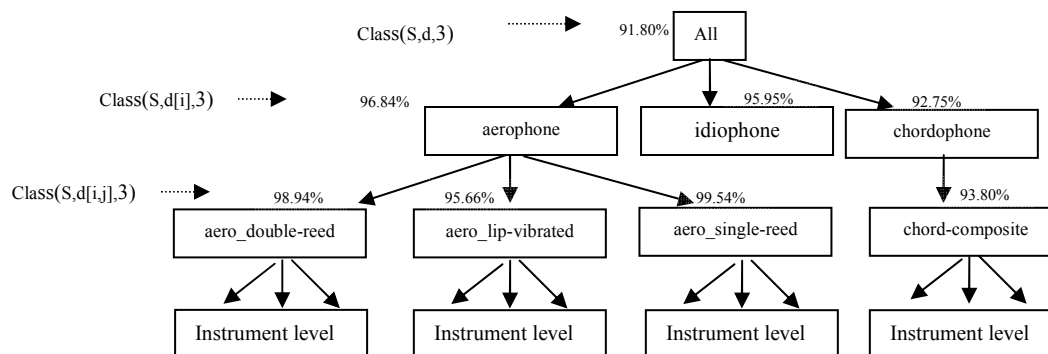 Class(S,d,3)
91.80%
All
Class(S,d[i],3)
96.84%
95.95%
92.75%
aerophone
idiophone
chordophone
Class(S,d[i,j],3)
98.94%
95.66%
99.54%
93.80%
aero_double-reed
aero_lip-vibrated
aero_single-reed
chord-composite
Instrument level
Instrument level
Instrument level
Instrument level